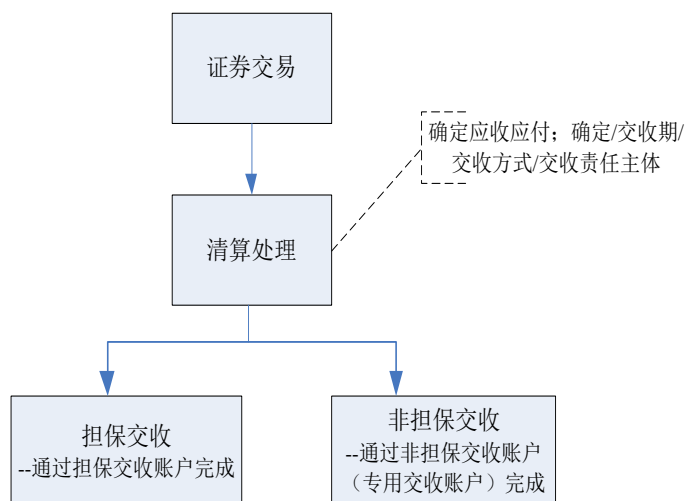 证券交易
确定应收应付；确定/交收期/
交收方式/交收责任主体
清算处理
担保交收
--通过担保交收账户完成
非担保交收
--通过非担保交收账户
（专用交收账户）完成